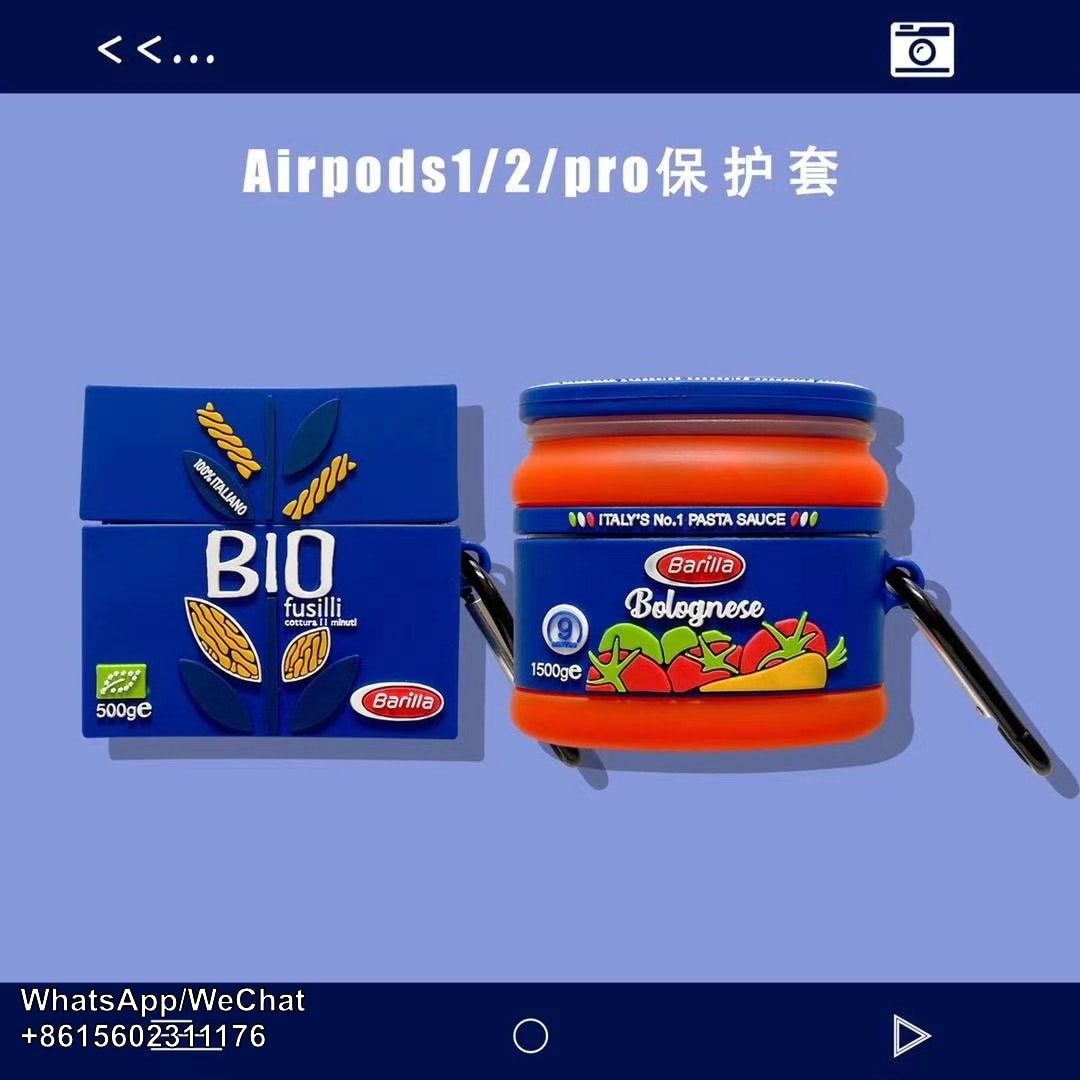 <<...
Airpods1/2/pro保护套
100% ITALIANO
BIO
fusilli
cottura 11 minuti
500g℮
Barilla
ITALY'S No.1 PASTA SAUCE
Barilla
Bolognese
9
1500g℮
WhatsApp/WeChat
+8615602311176